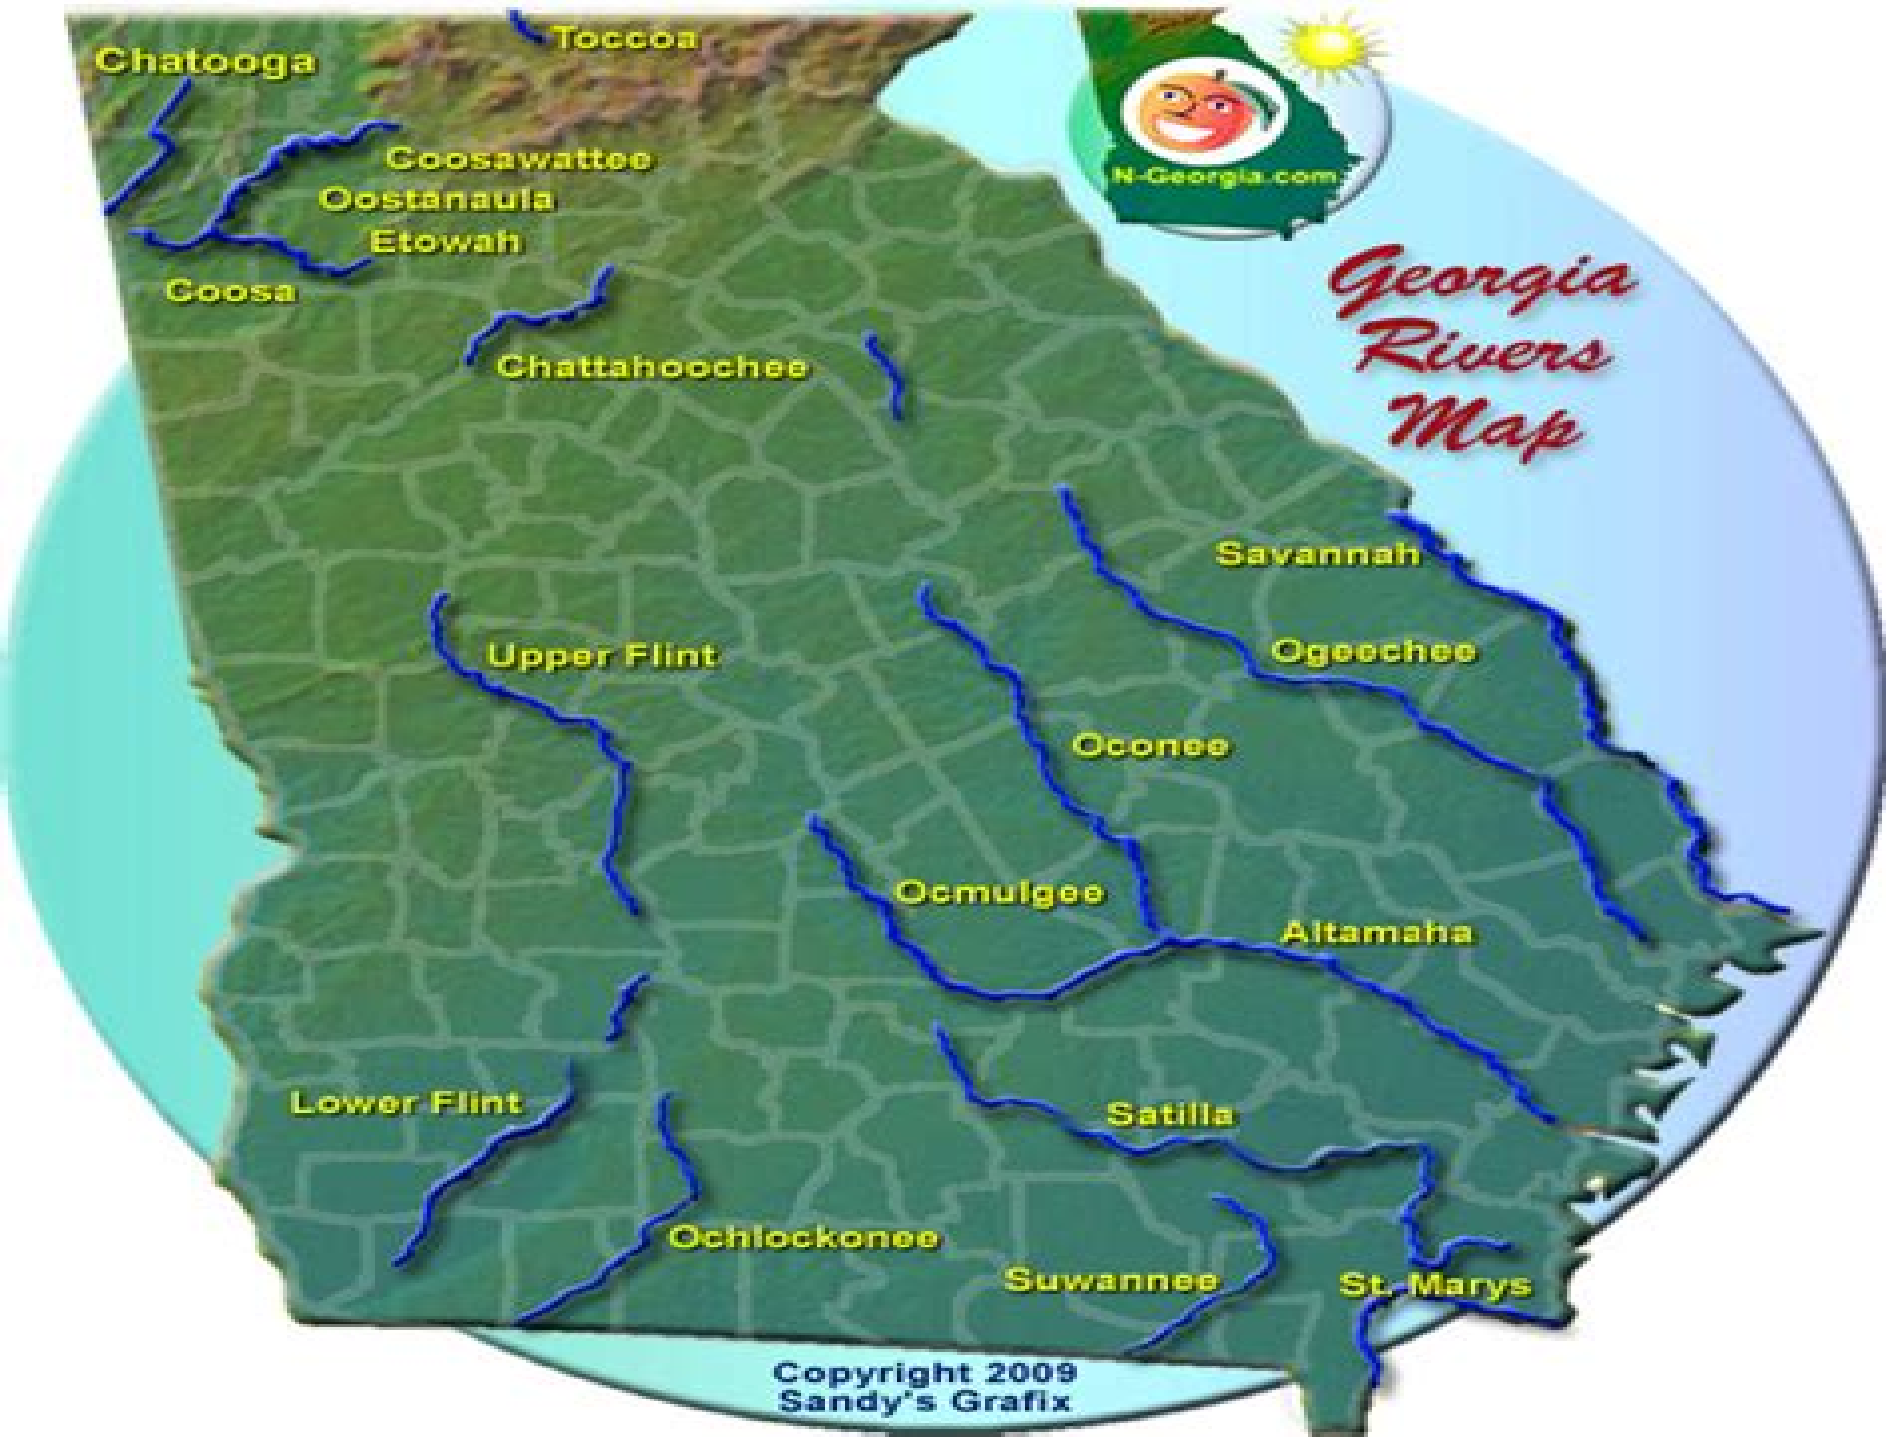 Toccoa
Chatooga
N-Georgia.com
Coosawattee
Oostanaula
Etowah
Coosa
Georgia
Rivers
Map
Chattahoochee
Savannah
Upper Flint
Ogeechee
Oconee
Ocmulgee
Altamaha
Lower Flint
Satilla
Ochlockonee
Suwannee
St. Marys
Copyright 2009
Sandy's Grafix